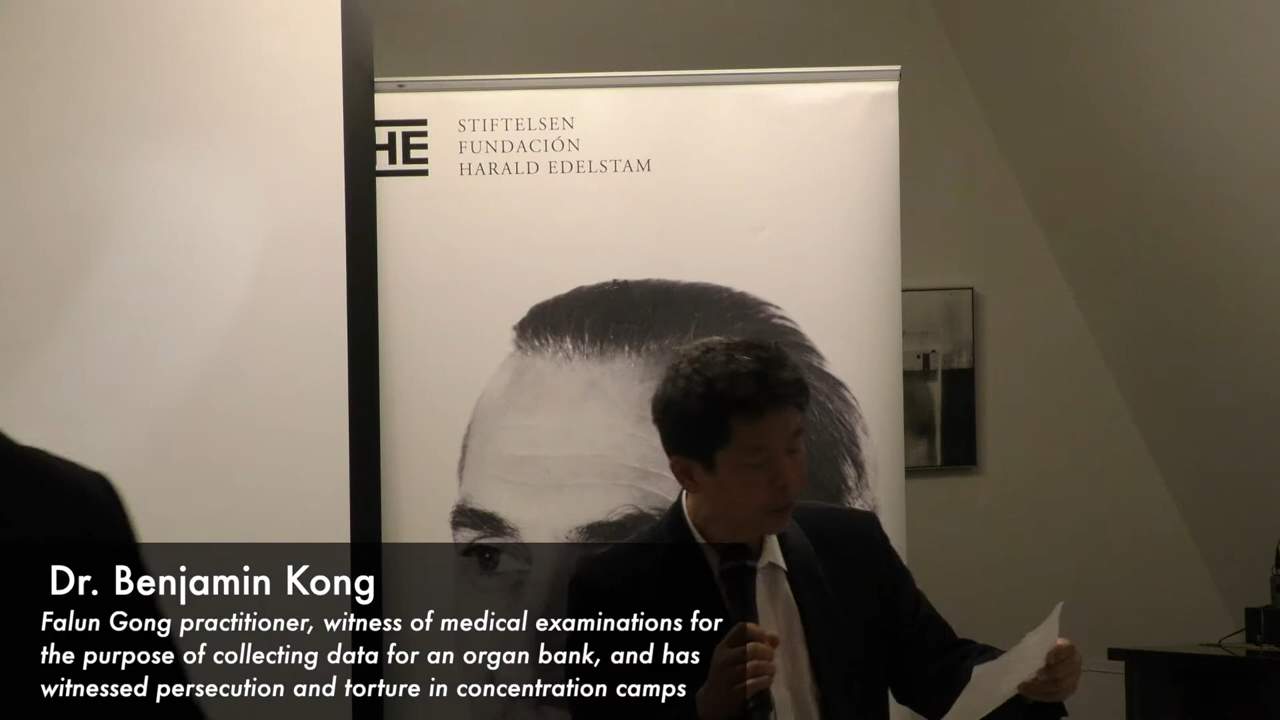 HE
STIFTELSEN
FUNDACIÓN
HARALD EDELSTAM
Dr. Benjamin Kong
Falun Gong practitioner, witness of medical examinations for
the purpose of collecting data for an organ bank, and has
witnessed persecution and torture in concentration camps